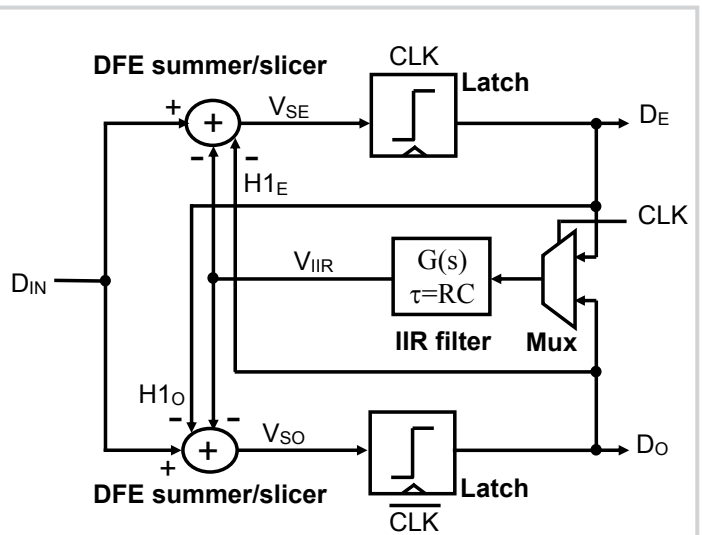 DFE summer/slicer
CLK
Latch
+
+
V_SE
D_E
-
-
H1_E
CLK
D_IN
V_IIR
G(s)
τ=RC
IIR filter
Mux
H1_O
-
-
+
+
V_SO
D_O
DFE summer/slicer
Latch
C̅L̅K̅